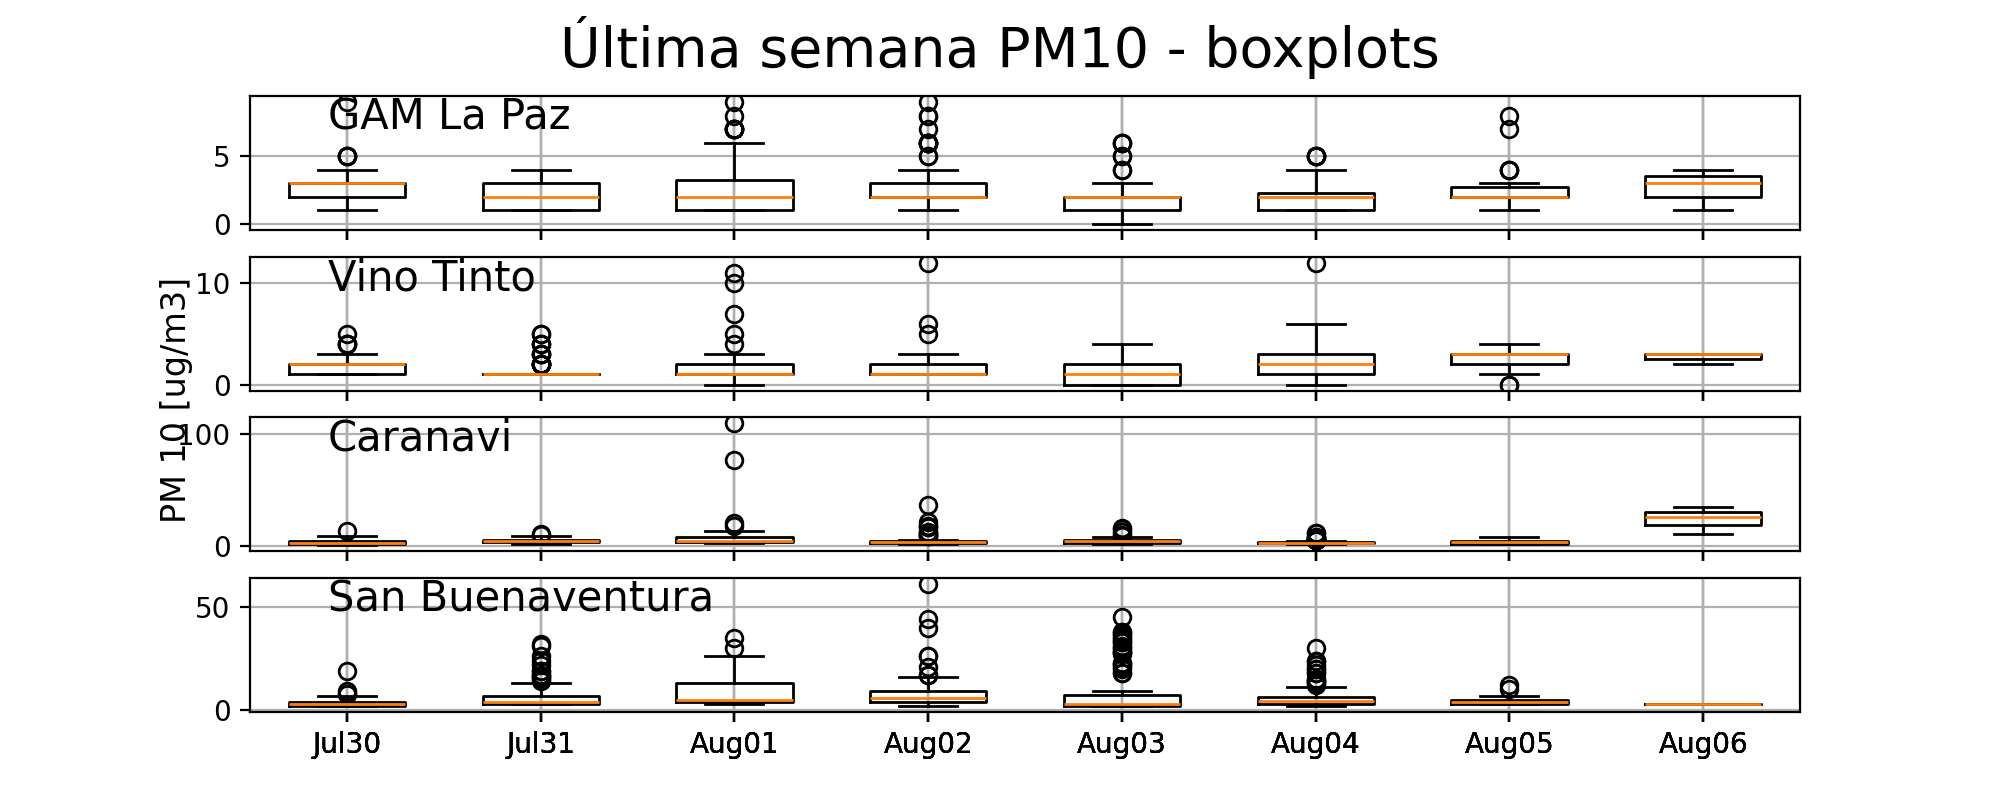 Última semana PM10 - boxplots
GAM La Paz
5
0
Vino Tinto
10
0
PM 10 [ug/m3]
Caranavi
100
0
San Buenaventura
50
0
Jul30 Jul31 Aug01 Aug02 Aug03 Aug04 Aug05 Aug06